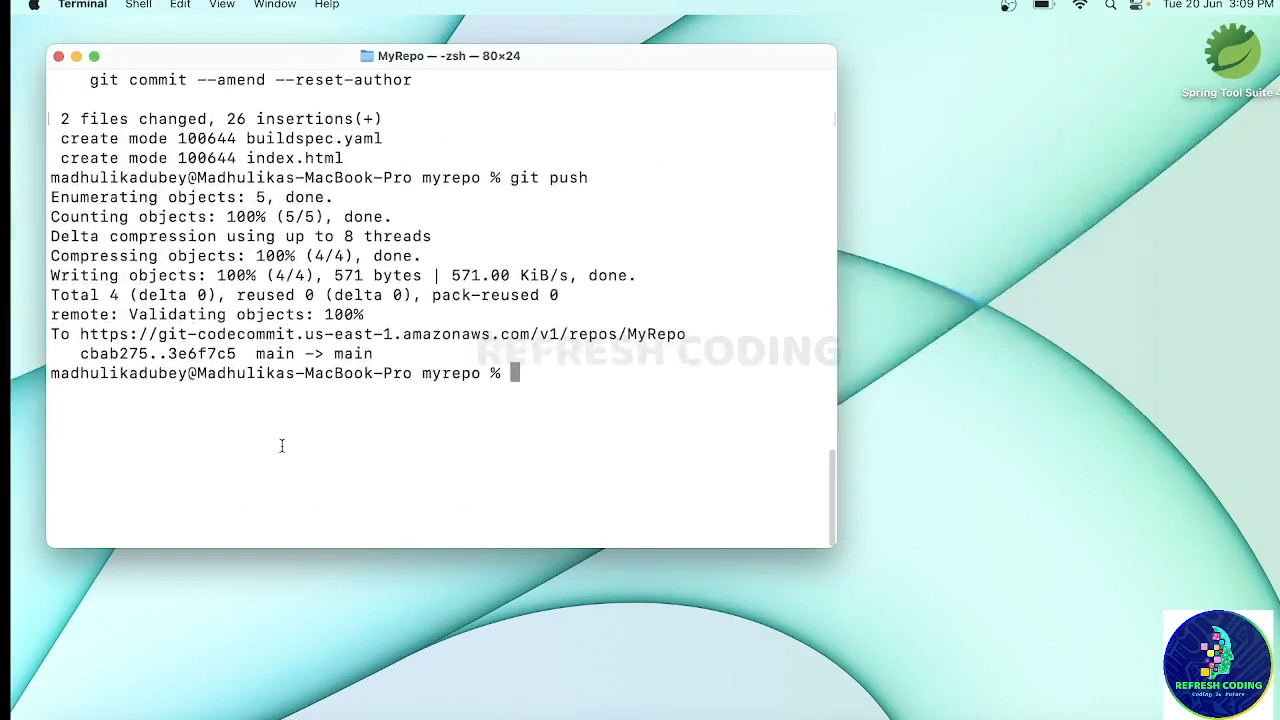 Terminal Shell Edit View Window Help Tue 20 Jun 3:09 PM
MyRepo — -zsh — 80×24
git commit --amend --reset-author
2 files changed, 26 insertions(+)
create mode 100644 buildspec.yaml
create mode 100644 index.html
madhulikadubey@Madhulikas-MacBook-Pro myrepo % git push
Enumerating objects: 5, done.
Counting objects: 100% (5/5), done.
Delta compression using up to 8 threads
Compressing objects: 100% (4/4), done.
Writing objects: 100% (4/4), 571 bytes | 571.00 KiB/s, done.
Total 4 (delta 0), reused 0 (delta 0), pack-reused 0
remote: Validating objects: 100%
To https://git-codecommit.us-east-1.amazonaws.com/v1/repos/MyRepo
cbab275..3e6f7c5 main -> main
madhulikadubey@Madhulikas-MacBook-Pro myrepo %
REFRESH CODING
Spring Tool Suite 4
REFRESH CODING
Coding Is Future